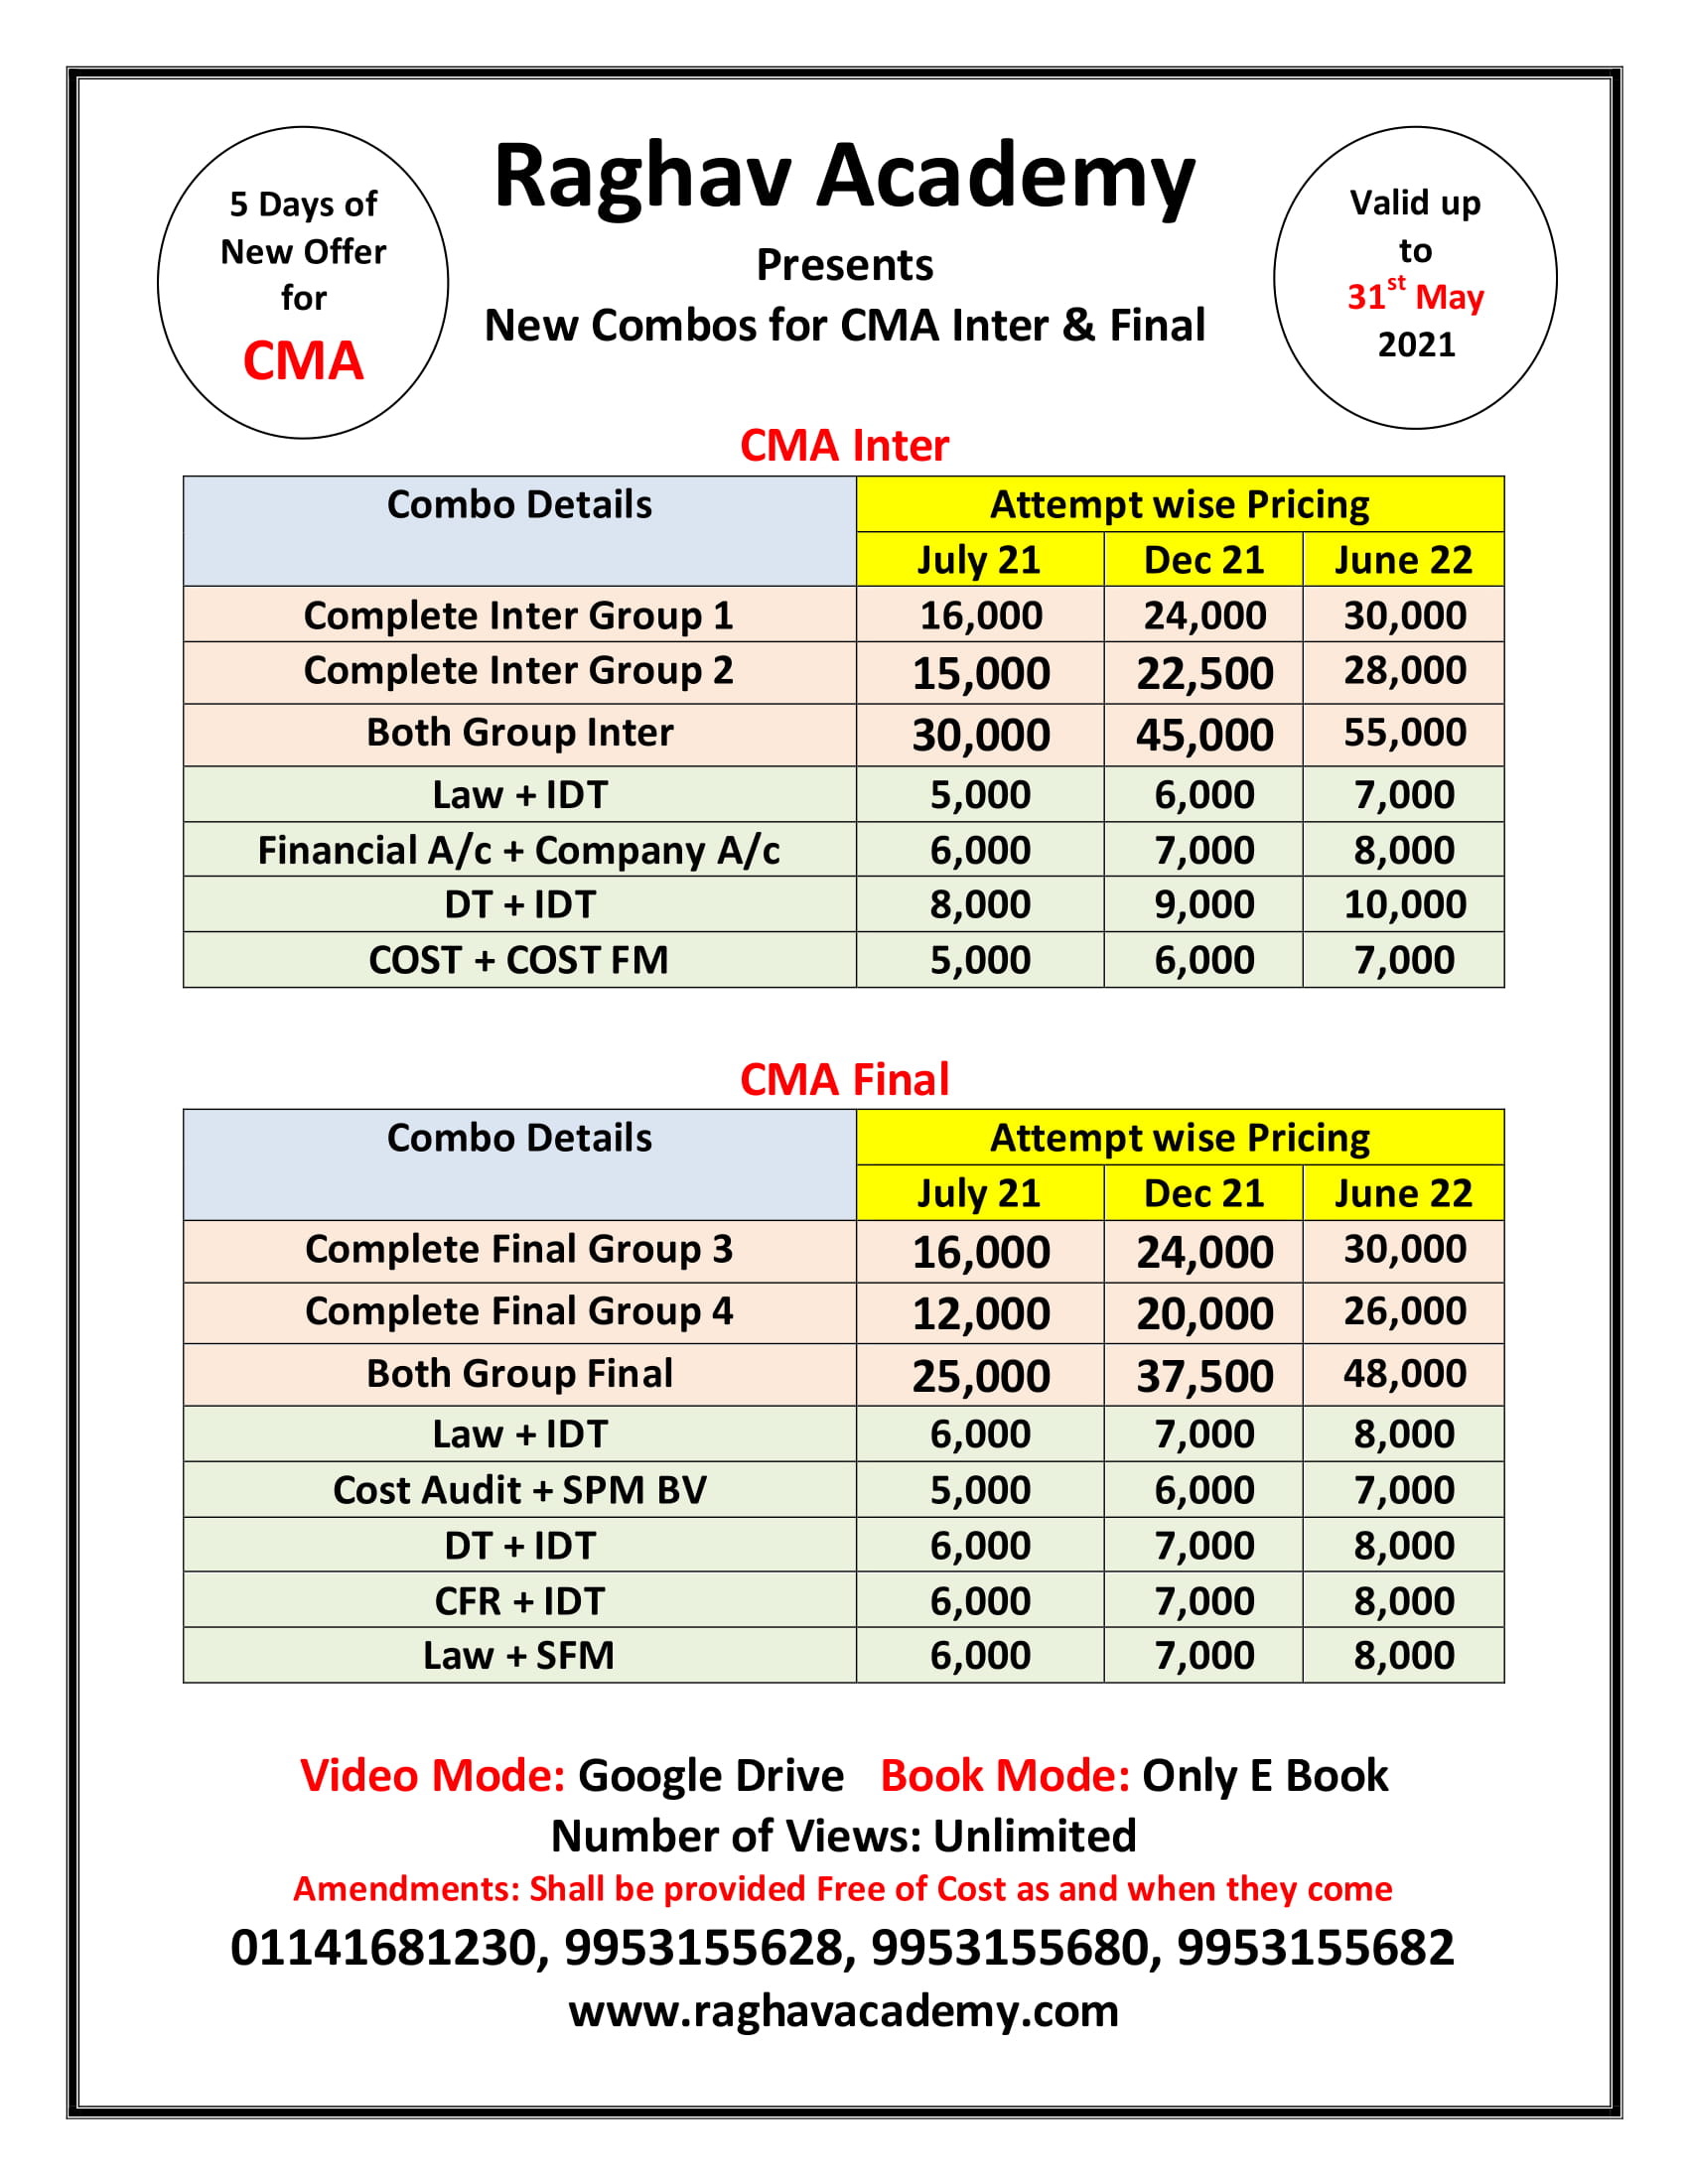 Raghav Academy
Presents
New Combos for CMA Inter & Final
5 Days of
New Offer
for
CMA
Valid up
to
31st May
2021
CMA Inter
Combo Details Attempt wise Pricing
July 21 Dec 21 June 22
Complete Inter Group 1 16,000 24,000 30,000
Complete Inter Group 2 15,000 22,500 28,000
Both Group Inter 30,000 45,000 55,000
Law + IDT 5,000 6,000 7,000
Financial A/c + Company A/c 6,000 7,000 8,000
DT + IDT 8,000 9,000 10,000
COST + COST FM 5,000 6,000 7,000
CMA Final
Combo Details Attempt wise Pricing
July 21 Dec 21 June 22
Complete Final Group 3 16,000 24,000 30,000
Complete Final Group 4 12,000 20,000 26,000
Both Group Final 25,000 37,500 48,000
Law + IDT 6,000 7,000 8,000
Cost Audit + SPM BV 5,000 6,000 7,000
DT + IDT 6,000 7,000 8,000
CFR + IDT 6,000 7,000 8,000
Law + SFM 6,000 7,000 8,000
Video Mode: Google Drive Book Mode: Only E Book
Number of Views: Unlimited
Amendments: Shall be provided Free of Cost as and when they come
01141681230, 9953155628, 9953155680, 9953155682
www.raghavacademy.com